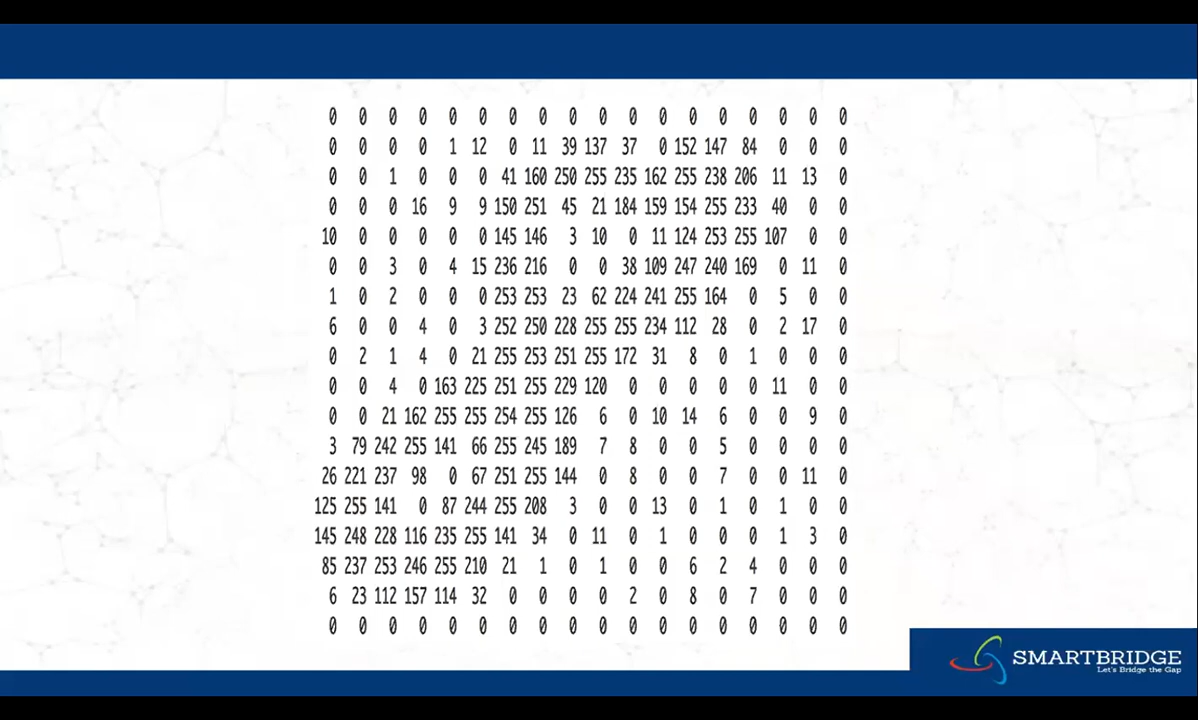 0 0 0 0 0 0 0 0 0 0 0 0 0 0 0 0 0 0
0 0 0 0 1 12 0 11 39 137 37 0 152 147 84 0 0 0
0 0 1 0 0 0 41 160 250 255 235 162 255 238 206 11 13 0
0 0 0 16 9 9 150 251 45 21 184 159 154 255 233 40 0 0
10 0 0 0 0 0 145 146 3 10 0 11 124 253 255 107 0 0
0 0 3 0 4 15 236 216 0 0 38 109 247 240 169 0 11 0
1 0 2 0 0 0 253 253 23 62 224 241 255 164 0 5 0 0
6 0 0 4 0 3 252 250 228 255 255 234 112 28 0 2 17 0
0 2 1 4 0 21 255 253 251 255 172 31 8 0 1 0 0 0
0 0 4 0 163 225 251 255 229 120 0 0 0 0 0 11 0 0
0 0 21 162 255 255 254 255 126 6 0 10 14 6 0 0 9 0
3 79 242 255 141 66 255 245 189 7 8 0 0 5 0 0 0 0
26 221 237 98 0 67 251 255 144 0 8 0 0 7 0 0 11 0
125 255 141 0 87 244 255 208 3 0 0 13 0 1 0 1 0 0
145 248 228 116 235 255 141 34 0 11 0 1 0 0 0 1 3 0
85 237 253 246 255 210 21 1 0 1 0 0 6 2 4 0 0 0
6 23 112 157 114 32 0 0 0 0 2 0 8 0 7 0 0 0
0 0 0 0 0 0 0 0 0 0 0 0 0 0 0 0 0 0
SMARTBRIDGE
Let's Bridge the Gap